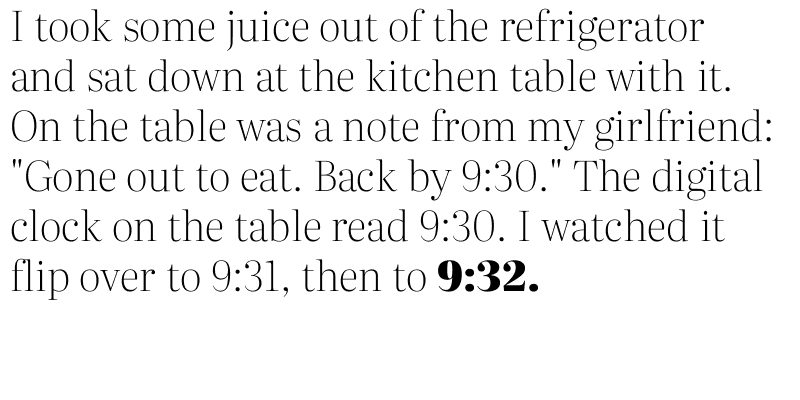 I took some juice out of the refrigerator
and sat down at the kitchen table with it.
On the table was a note from my girlfriend:
"Gone out to eat. Back by 9:30." The digital
clock on the table read 9:30. I watched it
flip over to 9:31, then to 9:32.